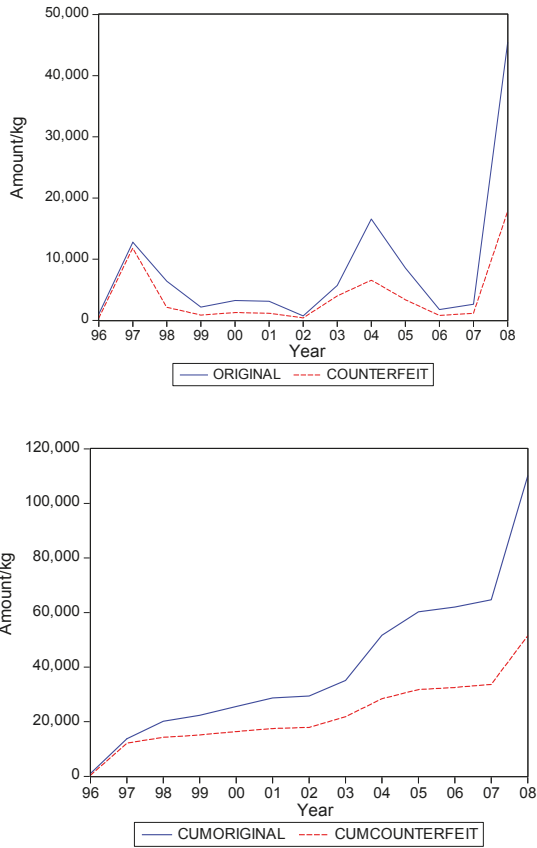 50,000
40,000
30,000
20,000
10,000
0
Amount/kg
96 97 98 99 00 01 02 03 04 05 06 07 08
Year
ORIGINAL COUNTERFEIT
120,000
100,000
80,000
60,000
40,000
20,000
0
Amount/kg
96 97 98 99 00 01 02 03 04 05 06 07 08
Year
CUMORIGINAL CUMCOUNTERFEIT